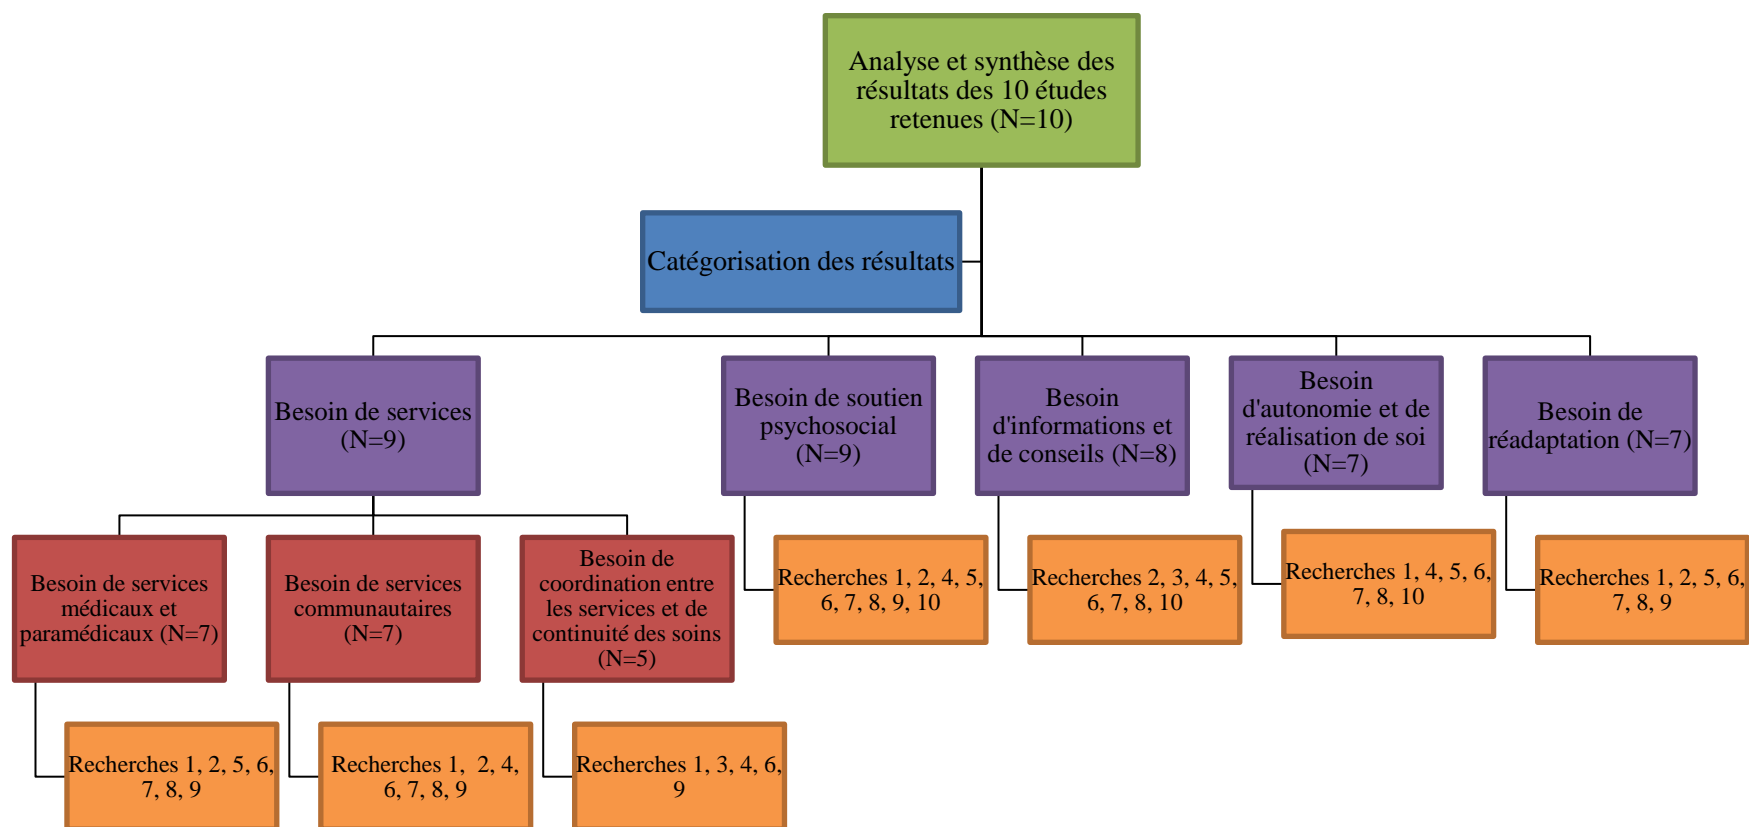 Analyse et synthèse des
résultats des 10 études
retenues (N=10)
Catégorisation des résultats
Besoin de services
(N=9)
Besoin de soutien
psychosocial
(N=9)
Besoin
d'informations et
de conseils (N=8)
Besoin
d'autonomie et de
réalisation de soi
(N=7)
Besoin de
réadaptation (N=7)
Besoin de services
médicaux et
paramédicaux (N=7)
Besoin de services
communautaires
(N=7)
Besoin de
coordination entre
les services et de
continuité des soins
(N=5)
Recherches 1, 2, 4, 5,
6, 7, 8, 9, 10
Recherches 2, 3, 4, 5,
6, 7, 8, 10
Recherches 1, 4, 5, 6,
7, 8, 10
Recherches 1, 2, 5, 6,
7, 8, 9
Recherches 1, 2, 5, 6,
7, 8, 9
Recherches 1,  2, 4,
6, 7, 8, 9
Recherches 1, 3, 4, 6,
9